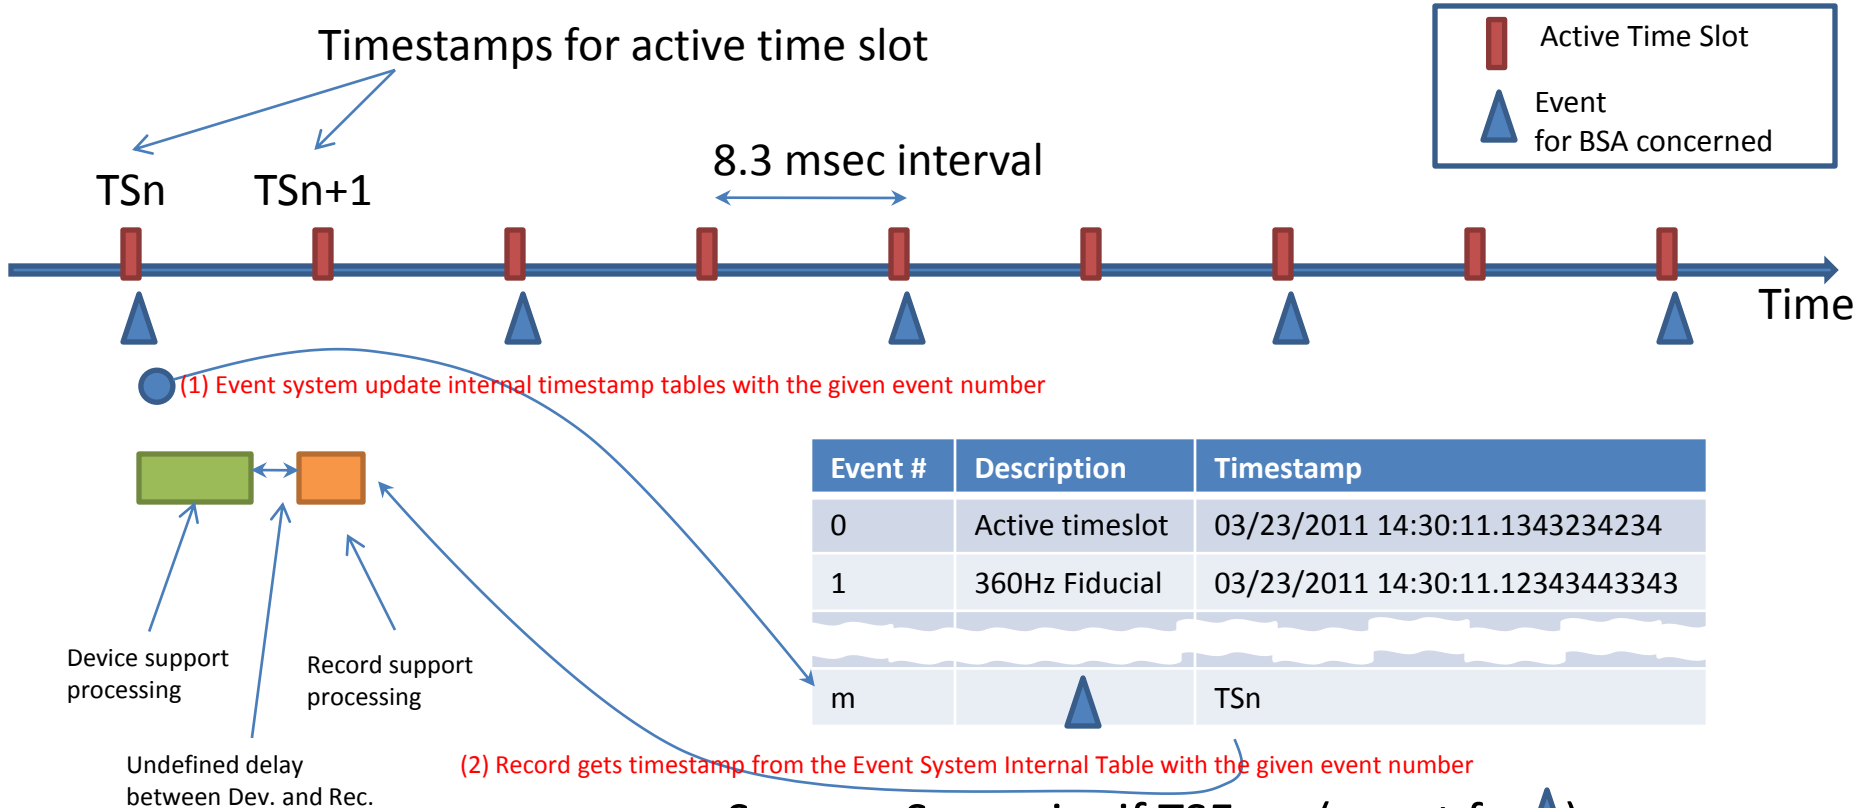 Timestamps for active time slot
Active Time Slot
Event
for BSA concerned
8.3 msec interval
TSn
TSn+1
Time
(1) Event system update internal timestamp tables with the given event number
Event # Description Timestamp
0 Active timeslot 03/23/2011 14:30:11.1343234234
1 360Hz Fiducial 03/23/2011 14:30:11.12343443343
m TSn
Device support
processing
Record support
processing
Undefined delay
between Dev. and Rec.
(2) Record gets timestamp from the Event System Internal Table with the given event number